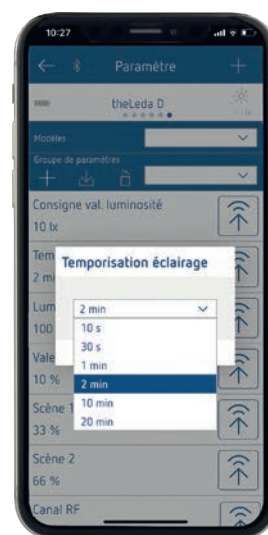 10:27
Paramètre
theLeda D
Modèles
Groupe de paramètres
Consigne val. luminosité
10 lx
Tem
2 mi
Temporisation éclairage
2 min
10 s
30 s
1 min
2 min
10 min
20 min
Lum
100
Vale
10 %
Scène 1
33 %
Scène 2
66 %
Canal RF